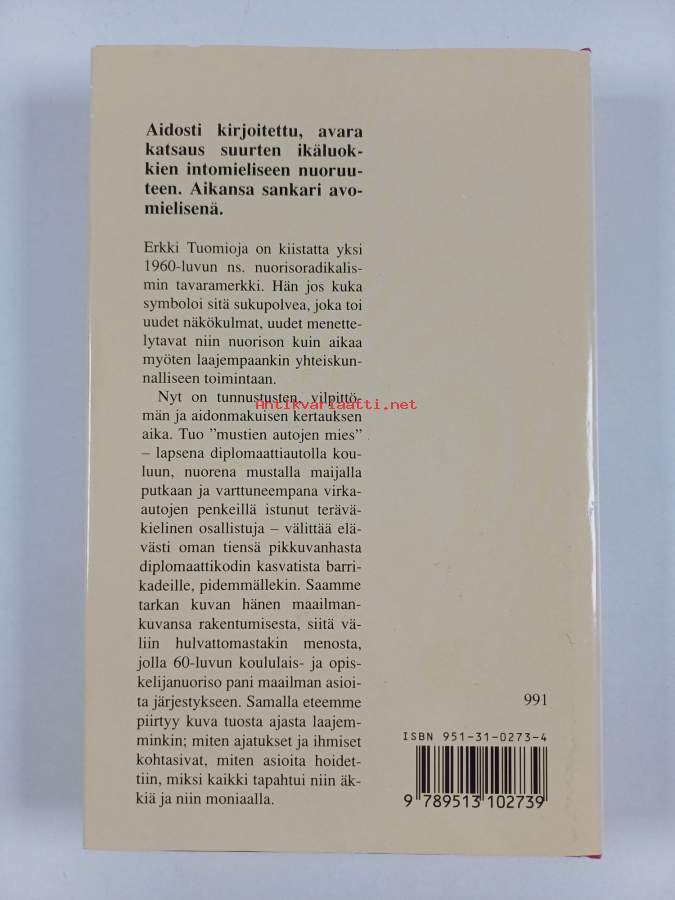 Aidosti kirjoitettu, avara
katsaus suurten ikäluok-
kien intomieliseen nuoruu-
teen. Aikansa sankari avo-
mielisenä.
Erkki Tuomioja on kiistatta yksi
1960-luvun ns. nuorisoradikalis-
min tavaramerkki. Hän jos kuka
symboloi sitä sukupolvea, joka toi
uudet näkökulmat, uudet menette-
lytavat niin nuorison kuin aikaa
myöten laajempaankin yhteiskun-
nalliseen toimintaan.
Nyt on tunnustusten, vilpittö-
Antikvariaatti.net
män ja aidonmakuisen kertauksen
aika. Tuo ”mustien autojen mies”
– lapsena diplomaattiautolla kou-
luun, nuorena mustalla maijalla
putkaan ja varttuneempana virka-
autojen penkeillä istunut terävä-
kielinen osallistuja – välittää elä-
västi oman tiensä pikkuvanhasta
diplomaattikodin kasvatista barri-
kadeille, pidemmällekin. Saamme
tarkan kuvan hänen maailman-
kuvansa rakentumisesta, siitä vä-
liin hulvattomastakin menosta,
jolla 60-luvun koululais- ja opis-
kelijanuoriso pani maailman asioi-
ta järjestykseen. Samalla eteemme
piirtyy kuva tuosta ajasta laajem-
minkin; miten ajatukset ja ihmiset
kohtasivat, miten asioita hoidet-
tiin, miksi kaikki tapahtui niin äk-
kiä ja niin moniaalla.
991
ISBN 951-31-0273-4
9 789513 102739